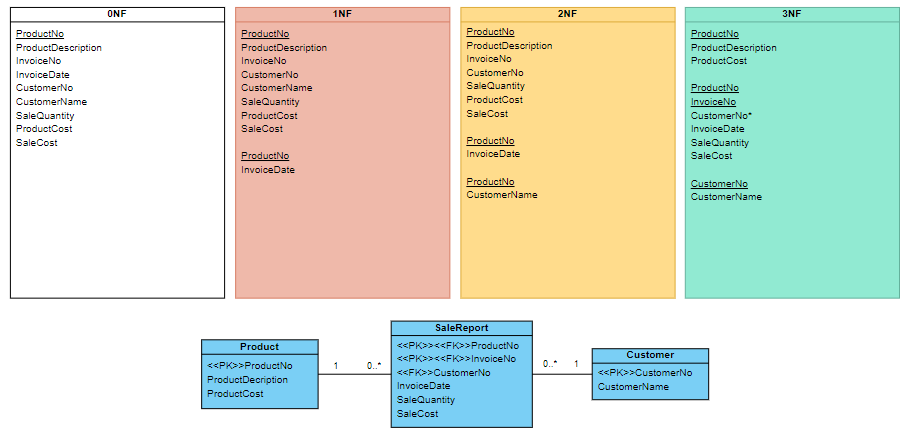 0NF
ProductNo
ProductDescription
InvoiceNo
InvoiceDate
CustomerNo
CustomerName
SaleQuantity
ProductCost
SaleCost
1NF
ProductNo
ProductDescription
InvoiceNo
CustomerNo
CustomerName
SaleQuantity
ProductCost
SaleCost
ProductNo
InvoiceDate
2NF
ProductNo
ProductDescription
InvoiceNo
CustomerNo
SaleQuantity
ProductCost
SaleCost
ProductNo
InvoiceDate
ProductNo
CustomerName
3NF
ProductNo
ProductDescription
ProductCost
ProductNo
InvoiceNo
CustomerNo*
InvoiceDate
SaleQuantity
SaleCost
CustomerNo
CustomerName
Product
<<PK>>ProductNo
ProductDecription
ProductCost
1
0..*
SaleReport
<<PK>><<FK>>ProductNo
<<PK>><<FK>>InvoiceNo
<<FK>>CustomerNo
InvoiceDate
SaleQuantity
SaleCost
0..*
1
Customer
<<PK>>CustomerNo
CustomerName